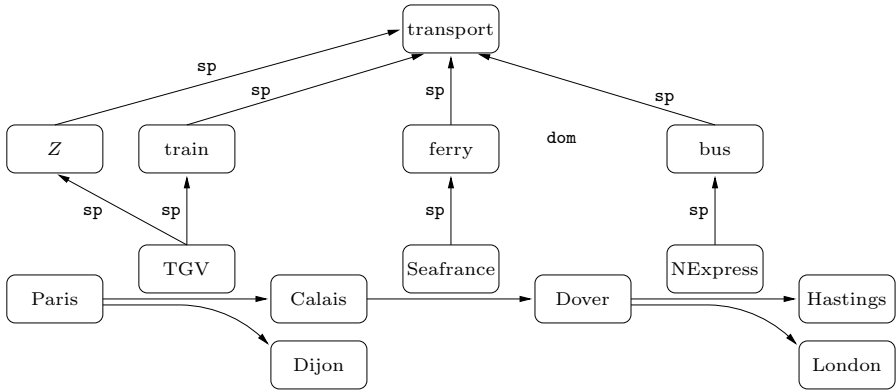 transport
sp
sp
sp
sp
Z
train
ferry
dom
bus
sp
sp
sp
sp
TGV
Seafrance
NExpress
Paris
Calais
Dover
Hastings
Dijon
London